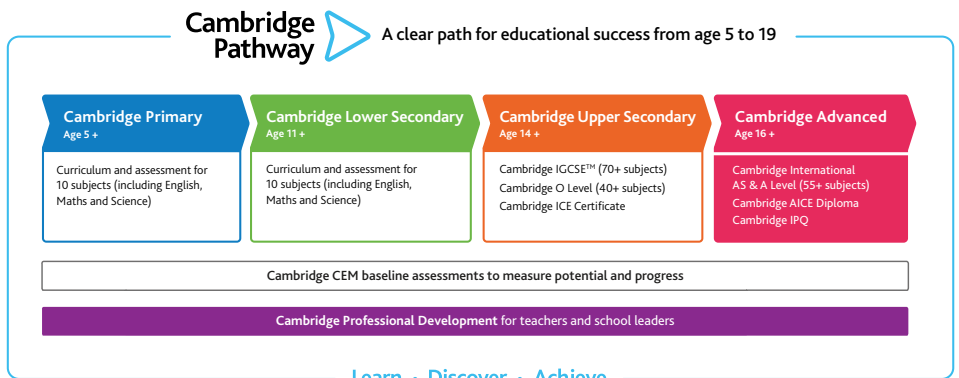 Cambridge
Pathway
A clear path for educational success from age 5 to 19
Cambridge Primary
Age 5 +
Curriculum and assessment for
10 subjects (including English,
Maths and Science)
Cambridge Lower Secondary
Age 11 +
Curriculum and assessment for
10 subjects (including English,
Maths and Science)
Cambridge Upper Secondary
Age 14 +
Cambridge IGCSE™ (70+ subjects)
Cambridge O Level (40+ subjects)
Cambridge ICE Certificate
Cambridge Advanced
Age 16 +
Cambridge International
AS & A Level (55+ subjects)
Cambridge AICE Diploma
Cambridge IPQ
Cambridge CEM baseline assessments to measure potential and progress
Cambridge Professional Development for teachers and school leaders
Learn · Discover · Achieve